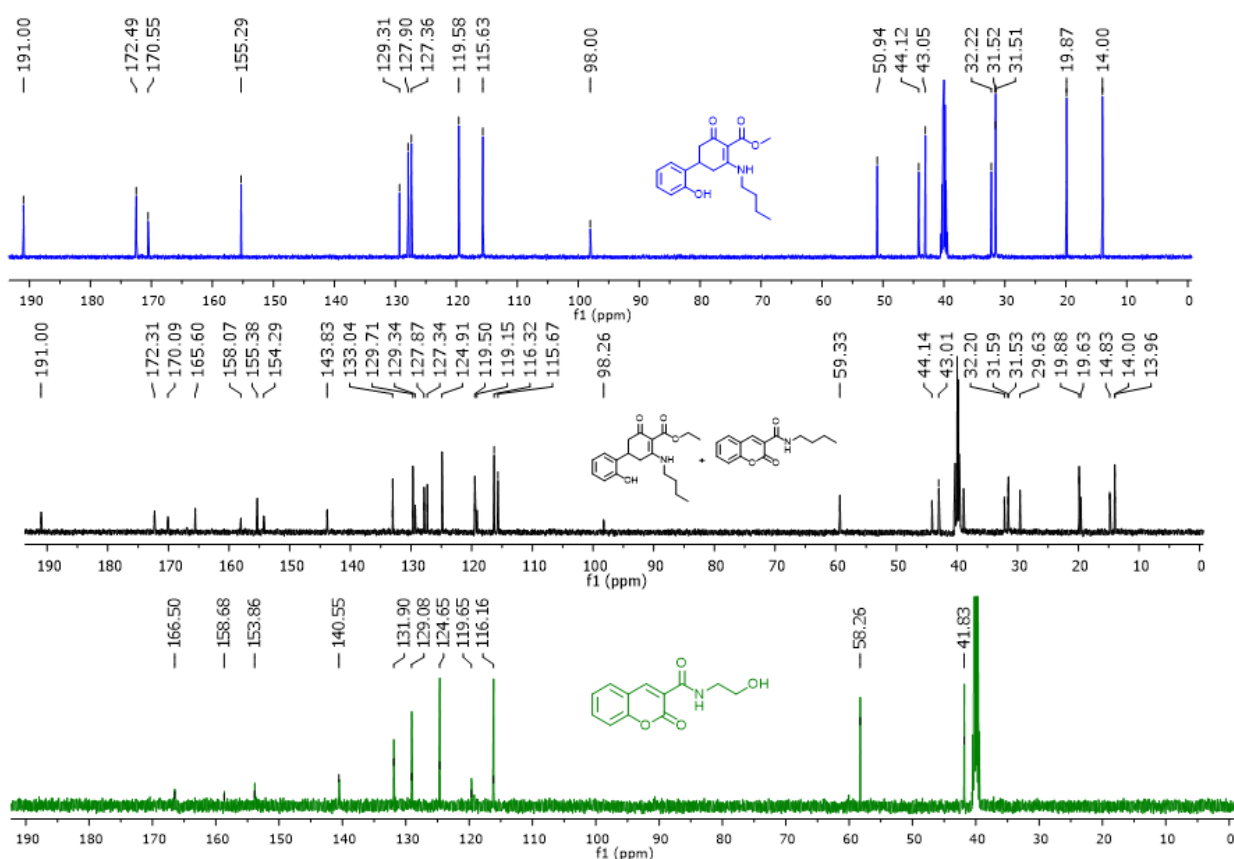 191.00 172.49 170.55 155.29 129.31 127.90 127.36 119.58 115.63 98.00 50.94 44.12 43.05 32.22 31.52 31.51 19.87 14.00
O O
O
NH
OH
190 180 170 160 150 140 130 120 110 100 90 80 70 60 50 40 30 20 10 0
f1 (ppm)
191.00 172.31 170.09 165.60 158.07 155.38 154.29 143.83 133.04 129.71 129.34 127.87 127.34 124.91 119.50 119.15 116.32 115.67 98.26 59.33 44.14 43.01 32.20 31.59 31.53 29.63 19.88 19.63 14.83 14.00 13.96
O O O
O + N
NH H
OH O O
190 180 170 160 150 140 130 120 110 100 90 80 70 60 50 40 30 20 10 0
f1 (ppm)
166.50 158.68 153.86 140.55 131.90 129.08 124.65 119.65 116.16 58.26 41.83
O
OH
N
H
O O
190 180 170 160 150 140 130 120 110 100 90 80 70 60 50 40 30 20 10 0
f1 (ppm)